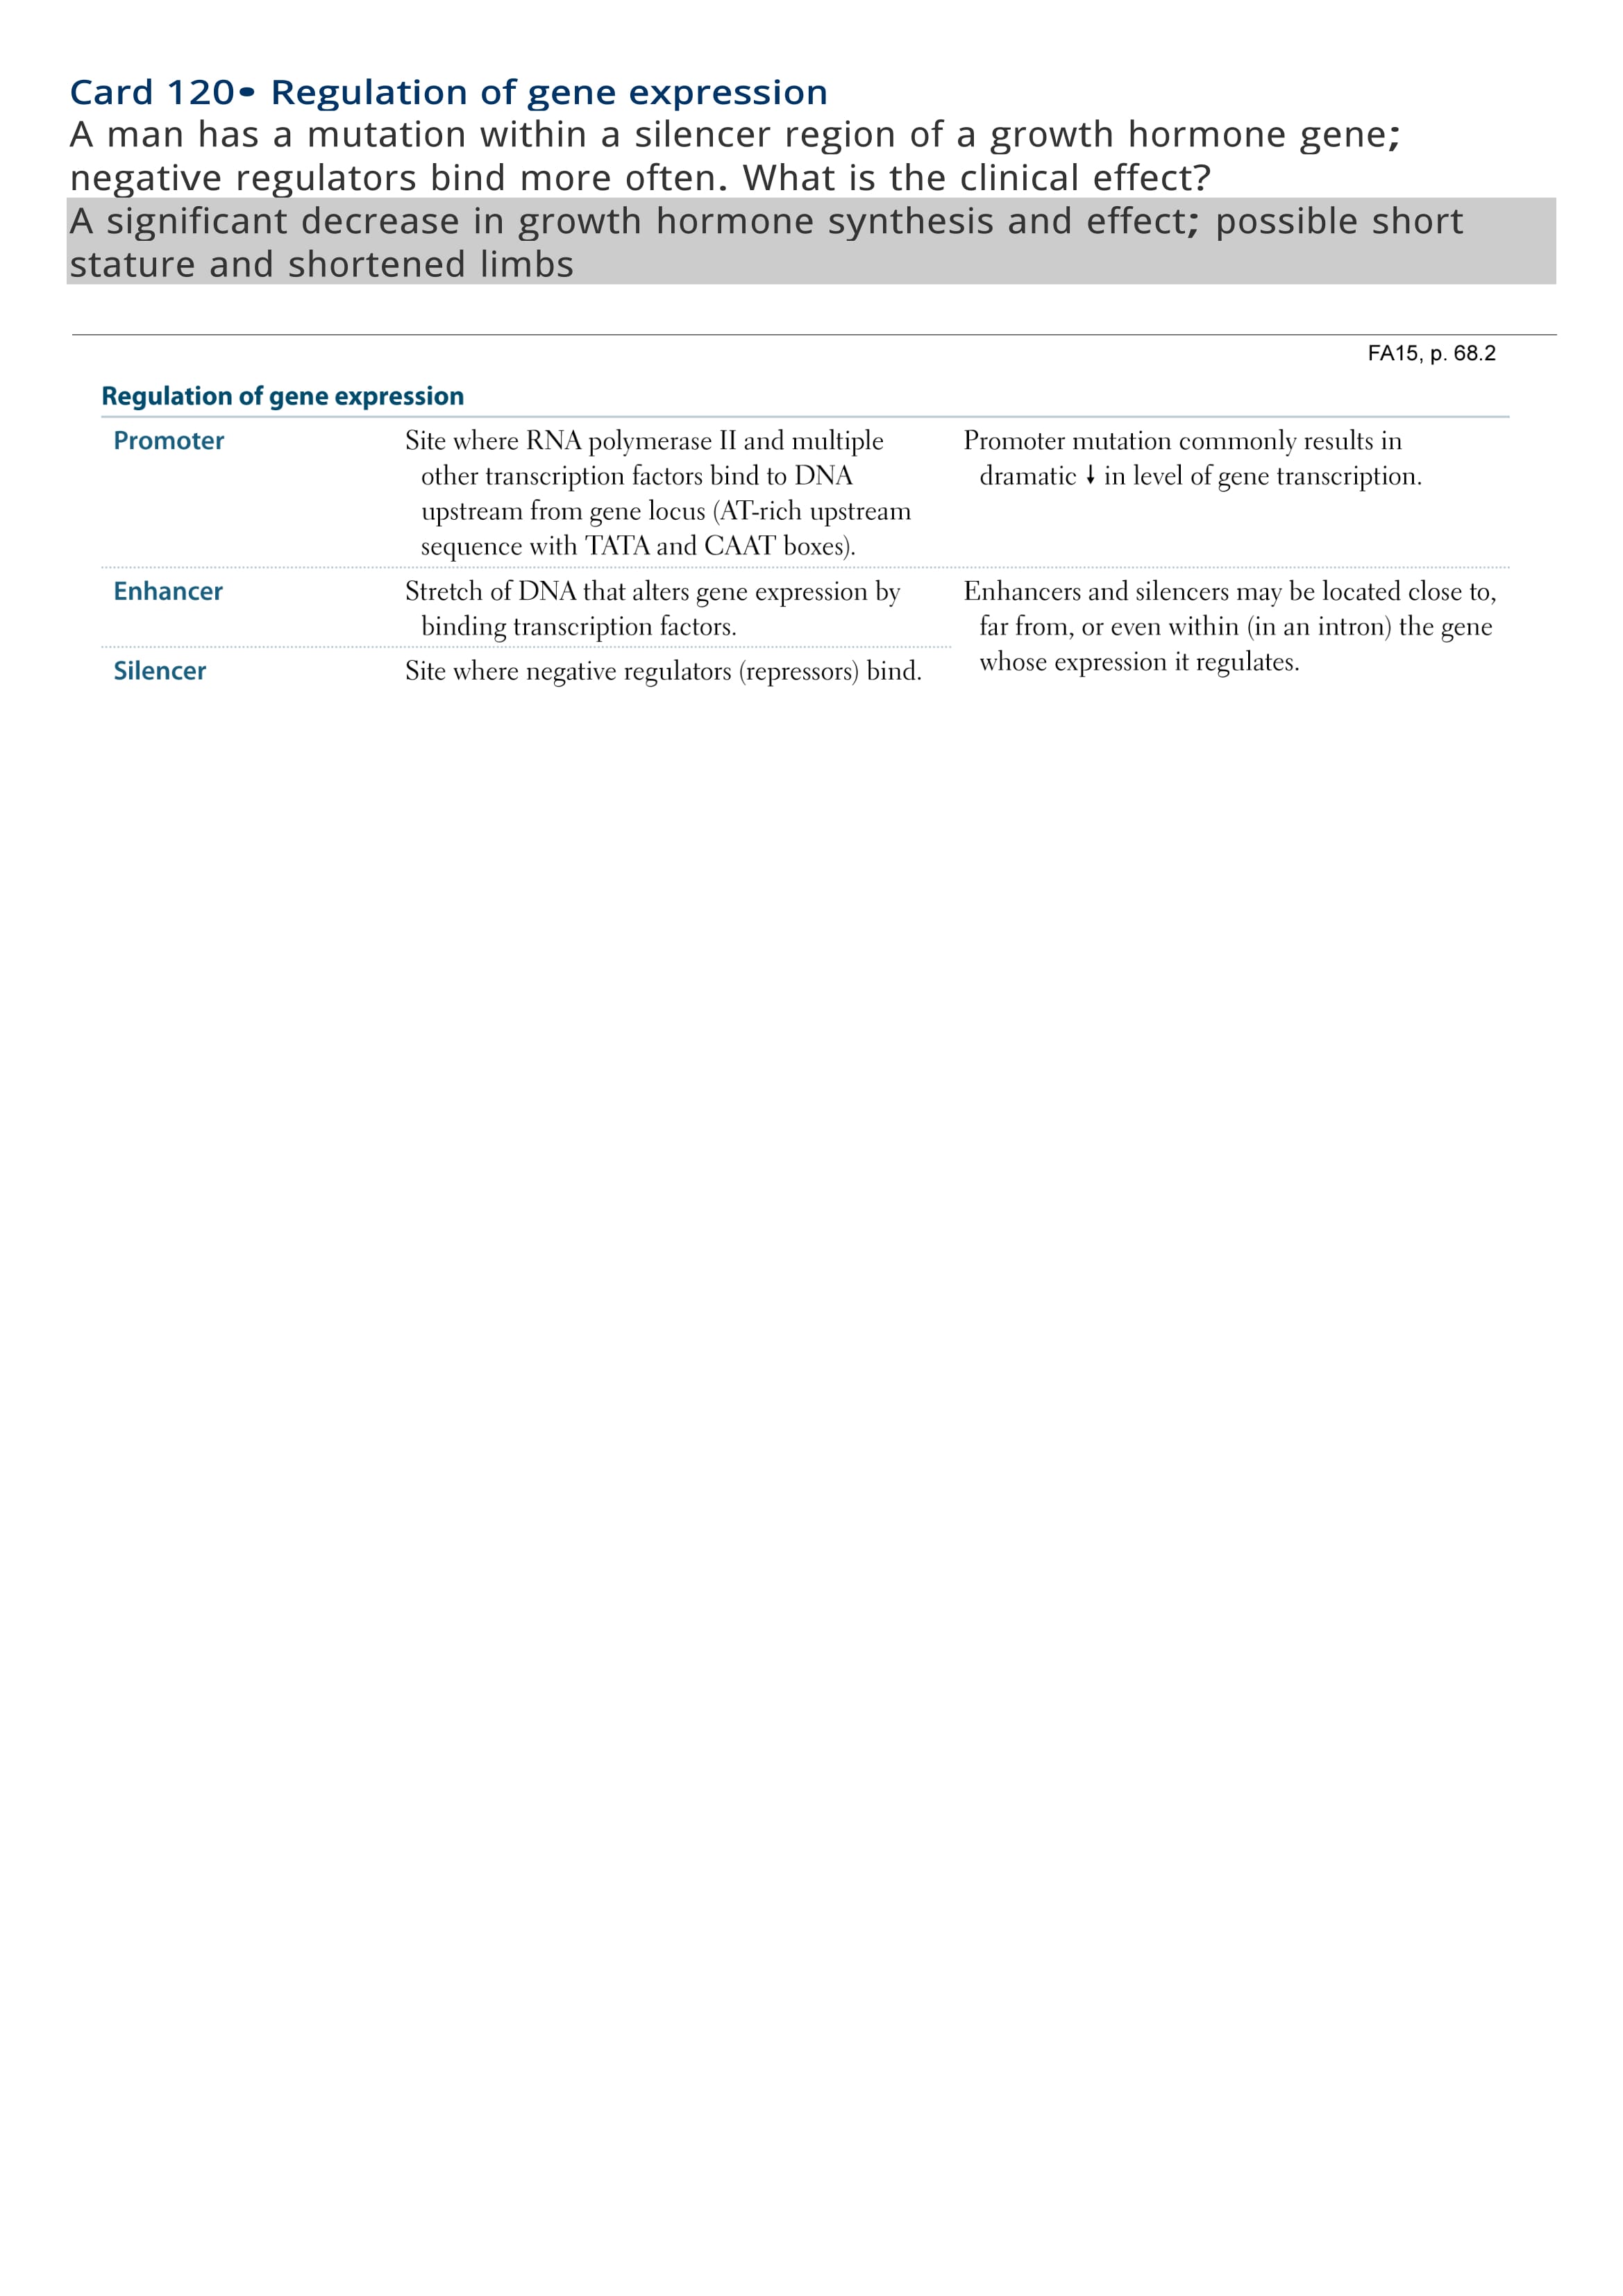 Card 120• Regulation of gene expression
A man has a mutation within a silencer region of a growth hormone gene;
negative regulators bind more often. What is the clinical effect?
A significant decrease in growth hormone synthesis and effect; possible short
stature and shortened limbs
FA15, p. 68.2
Regulation of gene expression
Promoter
Site where RNA polymerase II and multiple
other transcription factors bind to DNA
upstream from gene locus (AT-rich upstream
sequence with TATA and CAAT boxes).
Promoter mutation commonly results in
dramatic ↓ in level of gene transcription.
Enhancer
Stretch of DNA that alters gene expression by
binding transcription factors.
Enhancers and silencers may be located close to,
far from, or even within (in an intron) the gene
whose expression it regulates.
Silencer
Site where negative regulators (repressors) bind.